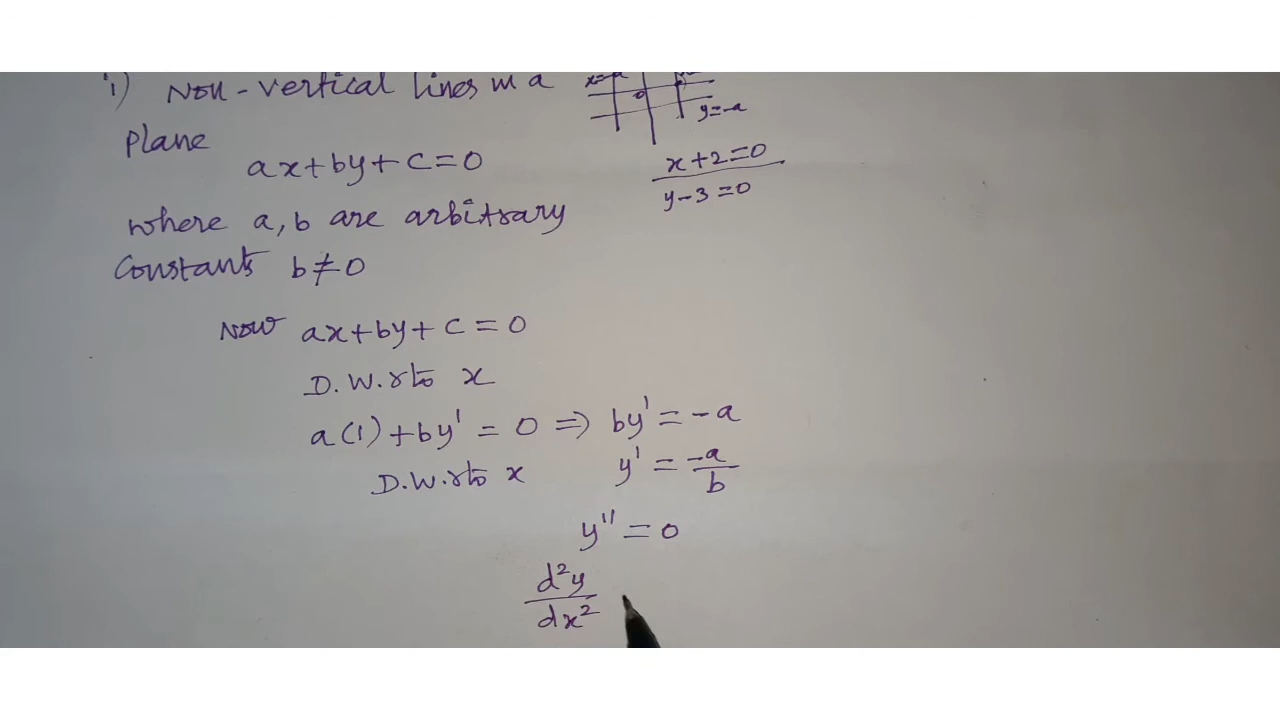 i) Non-vertical lines in a
plane
ax+by+c=0
where a, b are arbitrary
Constants b≠0
y=-a
x+2=0
y-3=0
Now ax+by+c=0
D.W.r to x
a(1)+by'=0 ⇒ by'=-a
D.W.r to x y'=-a/b
y''=0
d²y/dx²